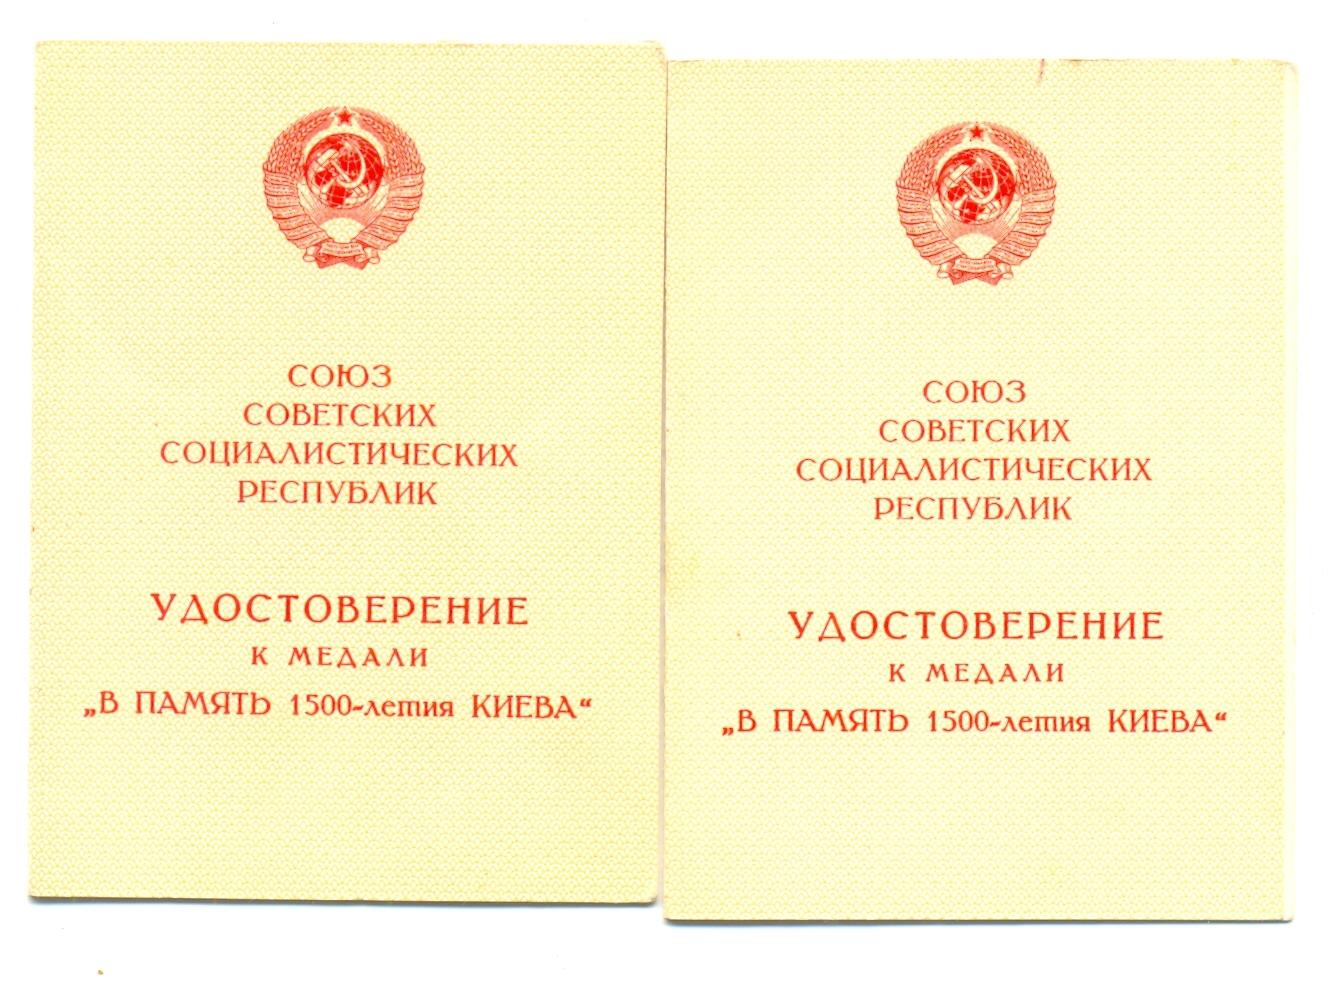 СОЮЗ
СОВЕТСКИХ
СОЦИАЛИСТИЧЕСКИХ
РЕСПУБЛИК
УДОСТОВЕРЕНИЕ
К МЕДАЛИ
„В ПАМЯТЬ 1500-летия КИЕВА“
СОЮЗ
СОВЕТСКИХ
СОЦИАЛИСТИЧЕСКИХ
РЕСПУБЛИК
УДОСТОВЕРЕНИЕ
К МЕДАЛИ
„В ПАМЯТЬ 1500-летия КИЕВА“